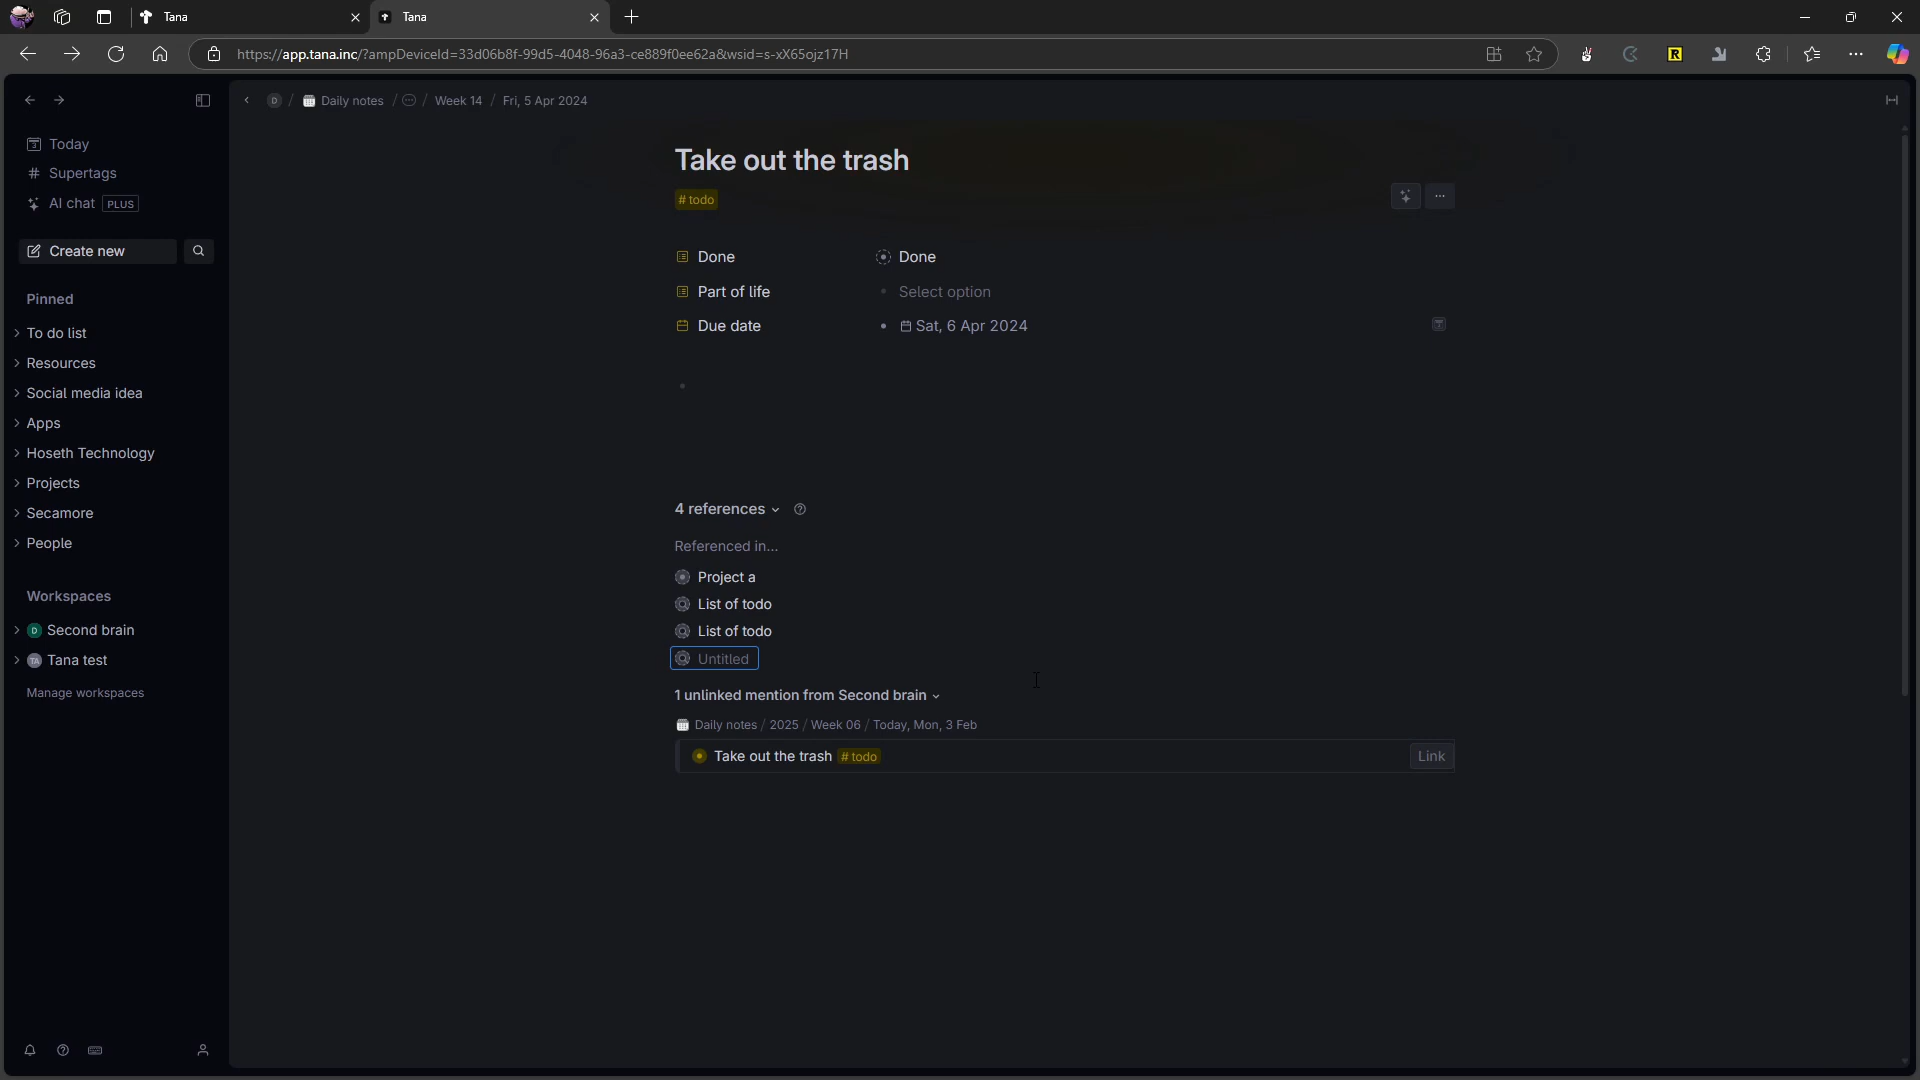 Tana
Tana
https://app.tana.inc/?ampDeviceId=33d06b8f-99d5-4048-96a3-ce889f0ee62a&wsid=s-xX65ojz17H
R
D / Daily notes / / Week 14 / Fri, 5 Apr 2024
3 Today
# Supertags
AI chat PLUS
Create new
Pinned
To do list
Resources
Social media idea
Apps
Hoseth Technology
Projects
Secamore
People
Workspaces
D Second brain
TA Tana test
Manage workspaces
Take out the trash
# todo
Done Done
Part of life Select option
Due date Sat, 6 Apr 2024
4 references
Referenced in...
Project a
List of todo
List of todo
Untitled
1 unlinked mention from Second brain
Daily notes / 2025 / Week 06 / Today, Mon, 3 Feb
Take out the trash # todo Link